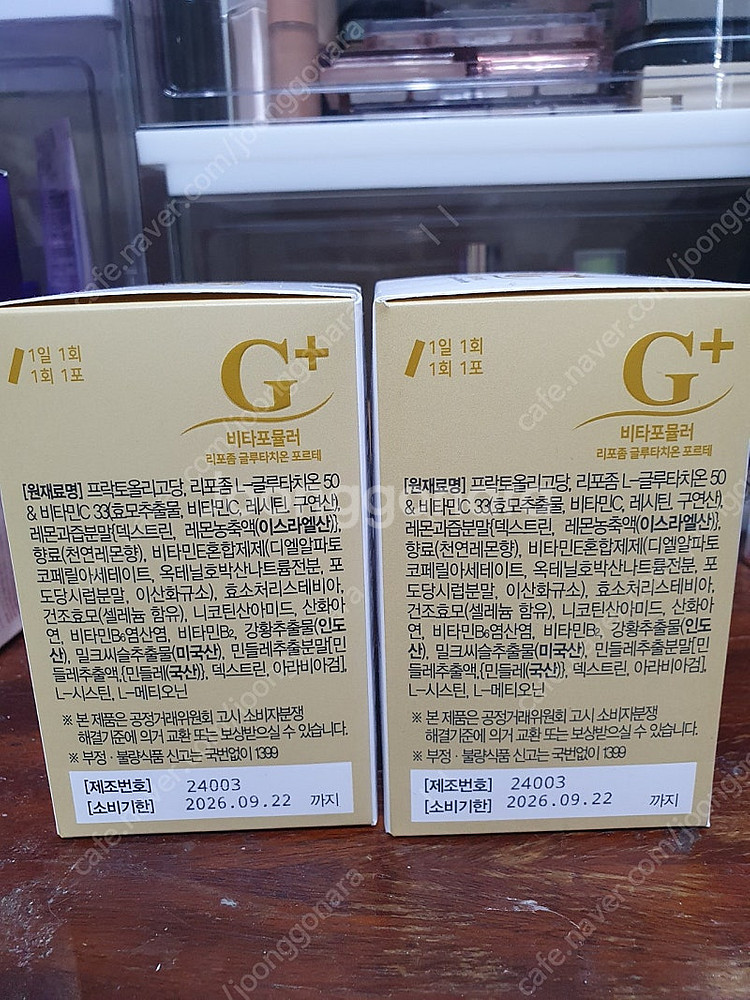 1일 1회
1회 1포
G+
비타포뮬러
리포좀 글루타치온 포르테
[원재료명] 프락토올리고당, 리포좀 L-글루타치온 50
& 비타민C 33(효모추출물, 비타민C, 레시틴, 구연산)
레몬과즙분말{덱스트린, 레몬농축액(이스라엘산)},
향료(천연레몬향), 비타민E혼합제제(디엘알파토
코페릴아세테이트, 옥테닐호박산나트륨전분, 포
도당시럽분말, 이산화규소), 효소처리스테비아,
건조효모(셀레늄 함유), 니코틴산아미드, 산화아
연, 비타민B₆염산염, 비타민B₂, 강황추출물(인도
산), 밀크씨슬추출물(미국산), 민들레추출분말[민
들레추출액,{민들레(국산)}, 덱스트린, 아라비아검],
L-시스틴, L-메티오닌
※ 본 제품은 공정거래위원회 고시 소비자분쟁
해결기준에 의거 교환 또는 보상받으실 수 있습니다.
※ 부정·불량식품 신고는 국번없이 1399
[제조번호] 24003
[소비기한] 2026.09.22 까지
1일 1회
1회 1포
G+
비타포뮬러
리포좀 글루타치온 포르테
[원재료명] 프락토올리고당, 리포좀 L-글루타치온 50
& 비타민C 33(효모추출물, 비타민C, 레시틴, 구연산)
레몬과즙분말{덱스트린, 레몬농축액(이스라엘산)},
향료(천연레몬향), 비타민E혼합제제(디엘알파토
코페릴아세테이트, 옥테닐호박산나트륨전분, 포
도당시럽분말, 이산화규소), 효소처리스테비아,
건조효모(셀레늄 함유), 니코틴산아미드, 산화아
연, 비타민B₆염산염, 비타민B₂, 강황추출물(인도
산), 밀크씨슬추출물(미국산), 민들레추출분말[민
들레추출액,{민들레(국산)}, 덱스트린, 아라비아검],
L-시스틴, L-메티오닌
※ 본 제품은 공정거래위원회 고시 소비자분쟁
해결기준에 의거 교환 또는 보상받으실 수 있습니다.
※ 부정·불량식품 신고는 국번없이 1399
[제조번호] 24003
[소비기한] 2026.09.22 까지
joonggonara
cafe.naver.com/joonggonara